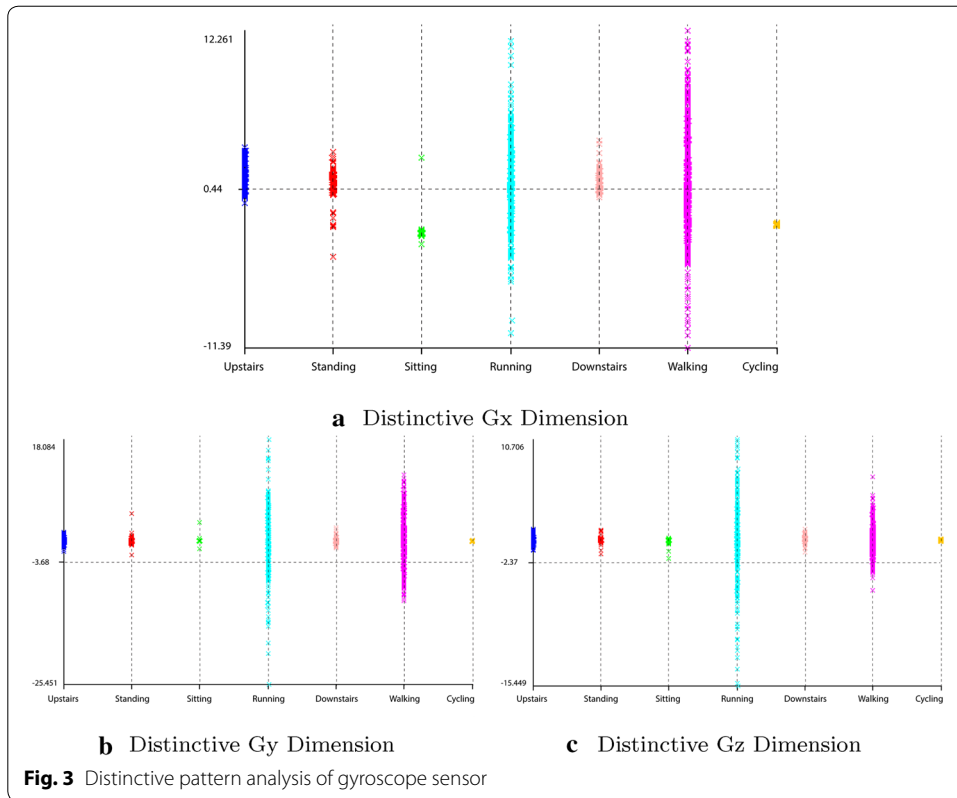 12.261
0.44
-11.39
Upstairs Standing Sitting Running Downstairs Walking Cycling
a Distinctive Gx Dimension
18.084
-3.68
-25.451
Upstairs Standing Sitting Running Downstairs Walking Cycling
b Distinctive Gy Dimension
10.706
-2.37
-15.449
Upstairs Standing Sitting Running Downstairs Walking Cycling
c Distinctive Gz Dimension
Fig. 3 Distinctive pattern analysis of gyroscope sensor